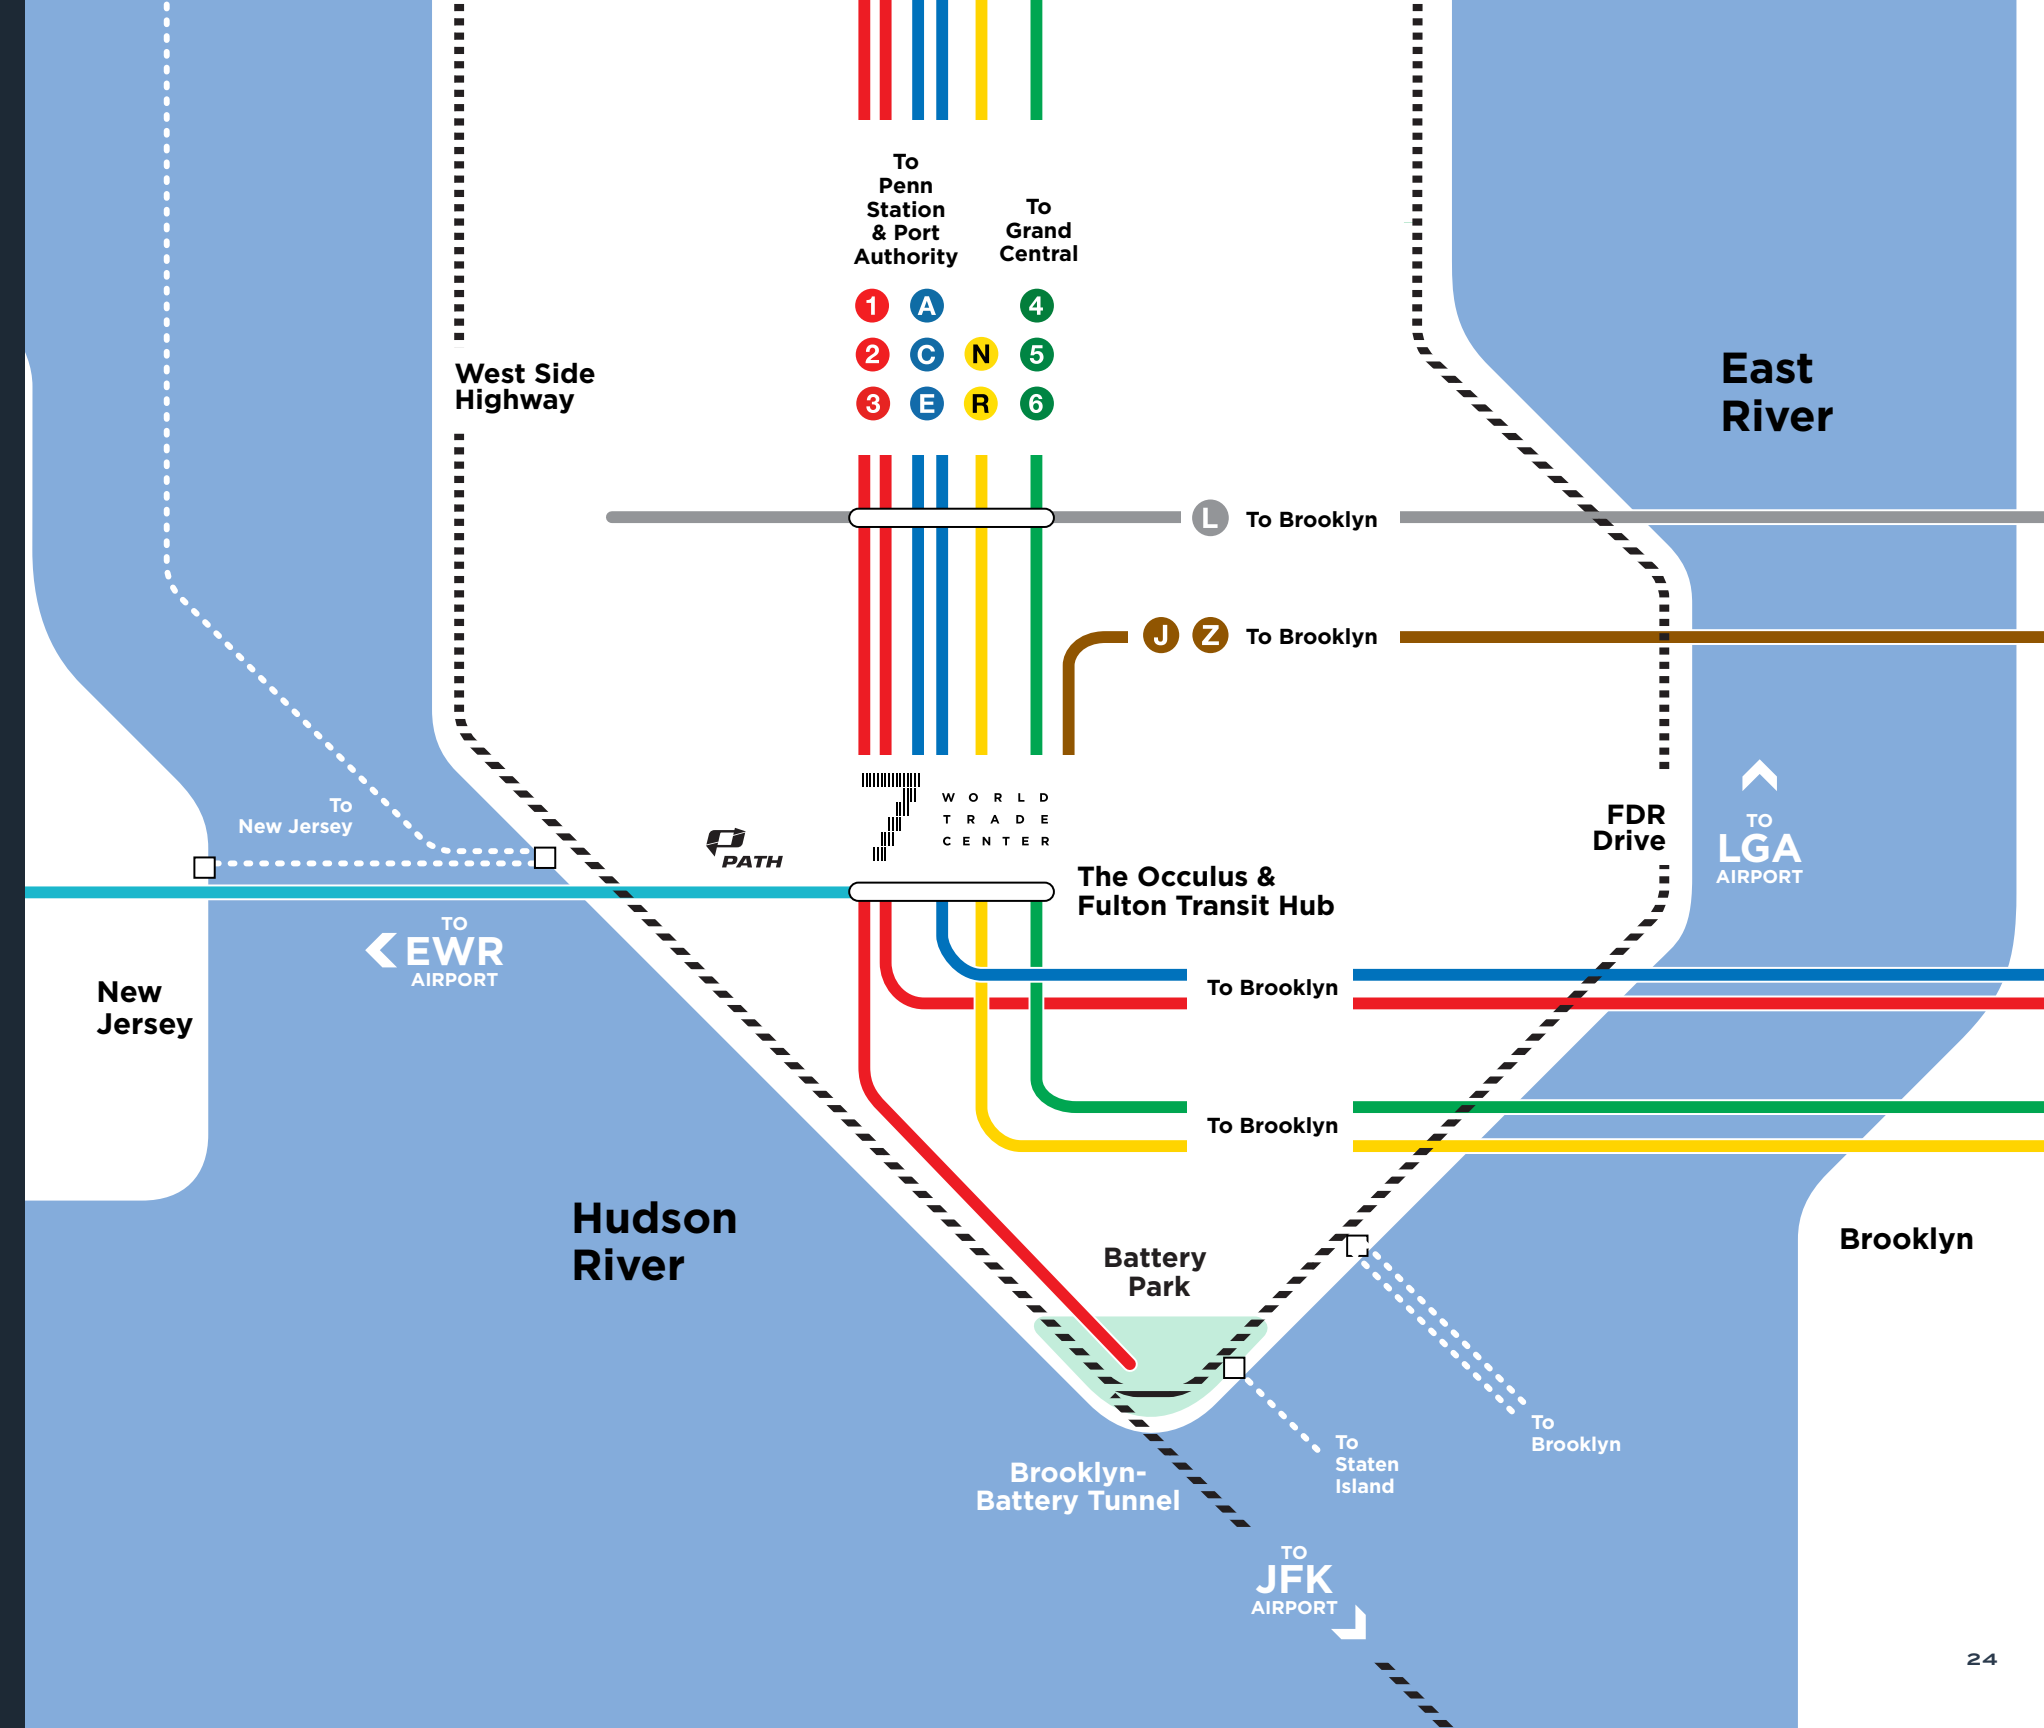 To
Penn
Station
& Port
Authority
To
Grand
Central
1 A 4
2 C N 5
3 E R 6
West Side
Highway
East
River
L To Brooklyn
J Z To Brooklyn
To
New Jersey
PATH
7
WORLD
TRADE
CENTER
FDR
Drive
TO
LGA
AIRPORT
The Occulus &
Fulton Transit Hub
TO
EWR
AIRPORT
New
Jersey
To Brooklyn
To Brooklyn
Hudson
River
Battery
Park
Brooklyn
To
Brooklyn
To
Staten
Island
Brooklyn-
Battery Tunnel
TO
JFK
AIRPORT
24